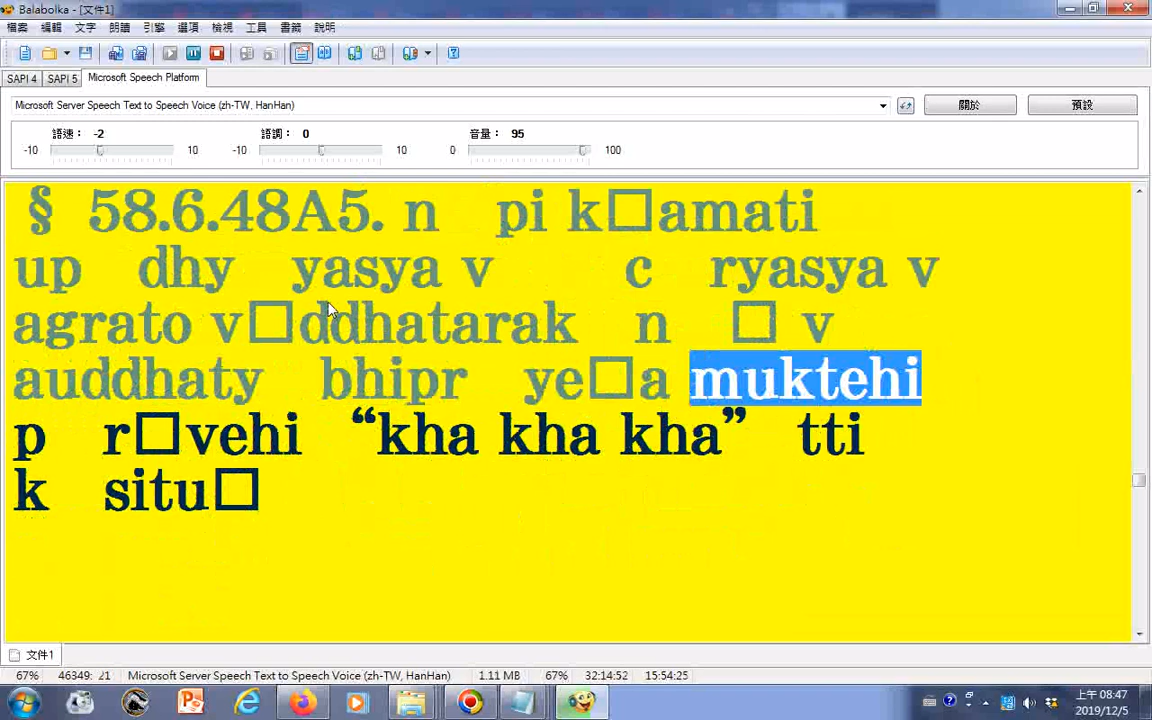 Balabolka - [文件1]
檔案 編輯 文字 朗讀 引擎 選項 檢視 工具 書籤 說明
SAPI 4 SAPI 5 Microsoft Speech Platform
Microsoft Server Speech Text to Speech Voice (zh-TW, HanHan) 關於 預設
語速： -2 語調： 0 音量： 95
-10 10 -10 10 0 100
§ 58.6.48A5. n pi k□amati
up dhy yasya v c ryasya v
agrato v□ddhatarak n □ v
auddhaty bhipr ye□a muktehi
p r□vehi “kha kha kha” tti
k situ□
文件1
67% 46349: 21 Microsoft Server Speech Text to Speech Voice (zh-TW, HanHan) 1.11 MB 67% 32:14:52 15:54:25
上午 08:47
2019/12/5